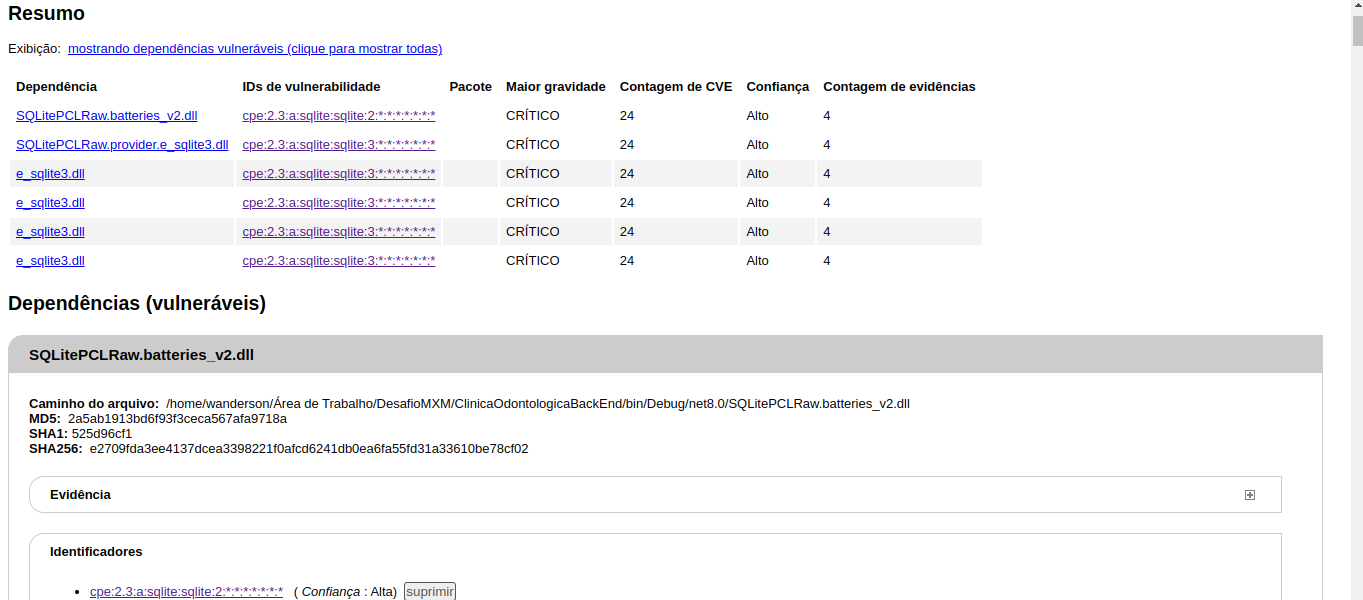 Resumo
Exibição: mostrando dependências vulneráveis (clique para mostrar todas)
Dependência IDs de vulnerabilidade Pacote Maior gravidade Contagem de CVE Confiança Contagem de evidências
SQLitePCLRaw.batteries_v2.dll cpe:2.3:a:sqlite:sqlite:2:*:*:*:*:*:*:* CRÍTICO 24 Alto 4
SQLitePCLRaw.provider.e_sqlite3.dll cpe:2.3:a:sqlite:sqlite:3:*:*:*:*:*:*:* CRÍTICO 24 Alto 4
e_sqlite3.dll cpe:2.3:a:sqlite:sqlite:3:*:*:*:*:*:*:* CRÍTICO 24 Alto 4
e_sqlite3.dll cpe:2.3:a:sqlite:sqlite:3:*:*:*:*:*:*:* CRÍTICO 24 Alto 4
e_sqlite3.dll cpe:2.3:a:sqlite:sqlite:3:*:*:*:*:*:*:* CRÍTICO 24 Alto 4
e_sqlite3.dll cpe:2.3:a:sqlite:sqlite:3:*:*:*:*:*:*:* CRÍTICO 24 Alto 4
Dependências (vulneráveis)
SQLitePCLRaw.batteries_v2.dll
Caminho do arquivo: /home/wanderson/Área de Trabalho/DesafioMXM/ClinicaOdontologicaBackEnd/bin/Debug/net8.0/SQLitePCLRaw.batteries_v2.dll
MD5: 2a5ab1913bd6f93f3ceca567afa9718a
SHA1: 525d96cf1
SHA256: e2709fda3ee4137dcea3398221f0afcd6241db0ea6fa55fd31a33610be78cf02
Evidência
Identificadores
• cpe:2.3:a:sqlite:sqlite:2:*:*:*:*:*:*:* ( Confiança : Alta) suprimir